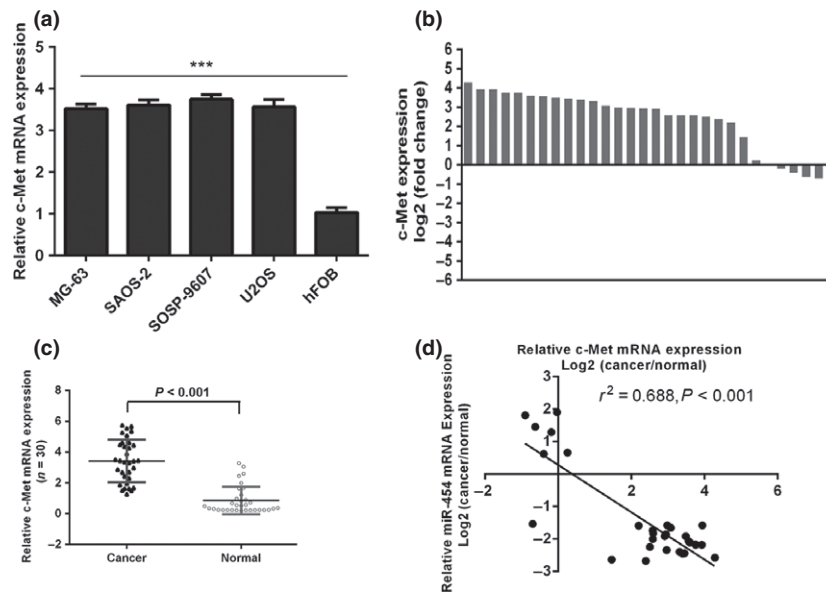 (a)
Relative c-Met mRNA expression
5
4
3
2
1
0
***
MG-63
SAOS-2
SOSP-9607
U2OS
hFOB
(b)
c-Met expression
log2 (fold change)
6
5
4
3
2
1
0
–1
–2
–3
–4
–5
–6
(c)
Relative c-Met mRNA expression
(n = 30)
8
6
4
2
0
–2
P < 0.001
Cancer
Normal
(d)
Relative c-Met mRNA expression
Log2 (cancer/normal)
r² = 0.688, P < 0.001
Relative miR-454 mRNA Expression
Log2 (cancer/normal)
3
2
1
–1
–2
–3
–2
0
2
4
6